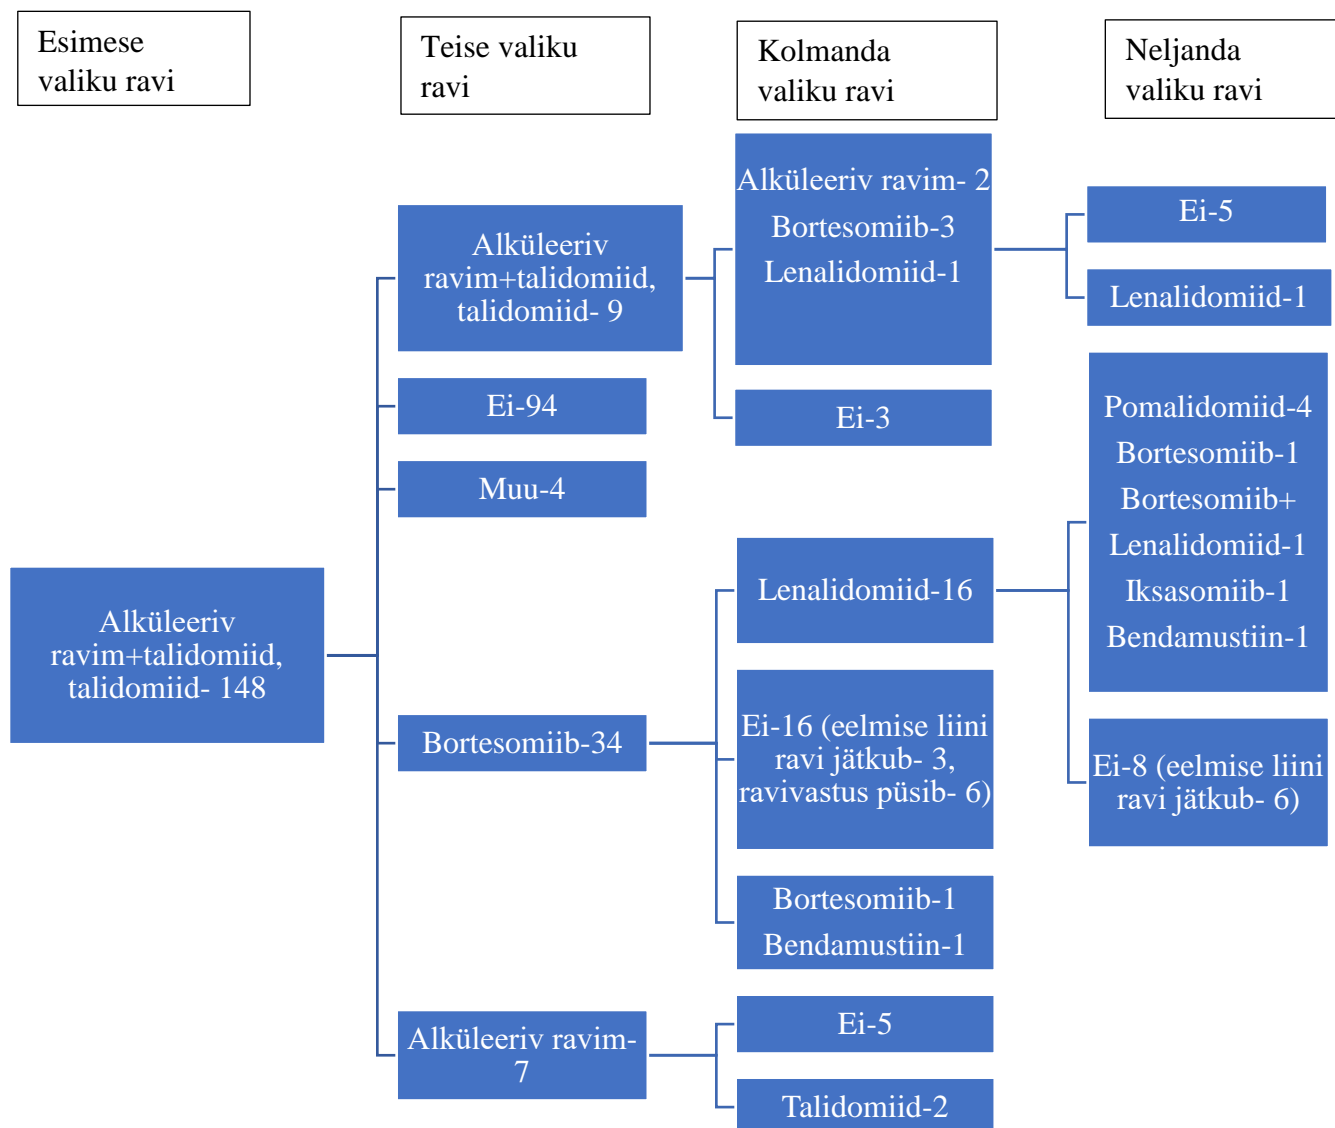 Esimese
valiku ravi
Teise valiku
ravi
Kolmanda
valiku ravi
Neljanda
valiku ravi
Alküleeriv
ravim+talidomiid,
talidomiid- 148
Alküleeriv
ravim+talidomiid,
talidomiid- 9
Ei-94
Muu-4
Bortesomiib-34
Alküleeriv ravim-
7
Alküleeriv ravim- 2
Bortesomiib-3
Lenalidomiid-1
Ei-3
Lenalidomiid-16
Ei-16 (eelmise liini
ravi jätkub- 3,
ravivastus püsib- 6)
Bortesomiib-1
Bendamustiin-1
Ei-5
Talidomiid-2
Ei-5
Lenalidomiid-1
Pomalidomiid-4
Bortesomiib-1
Bortesomiib+
Lenalidomiid-1
Iksasomiib-1
Bendamustiin-1
Ei-8 (eelmise liini
ravi jätkub- 6)